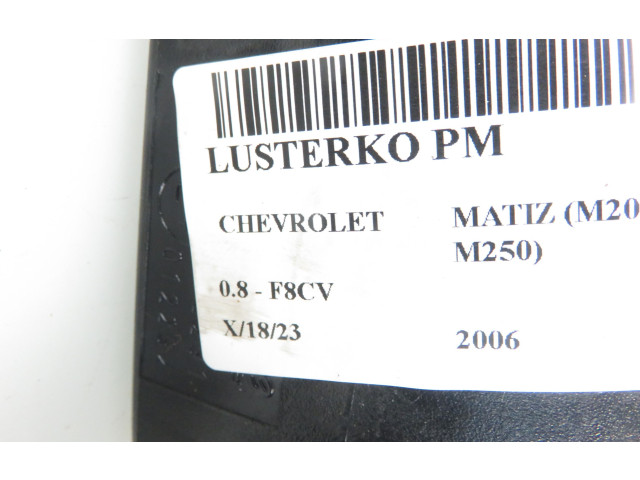 LUSTERKO PM
CHEVROLET MATIZ (M20
M250)
0.8 - F8CV
X/18/23 2006